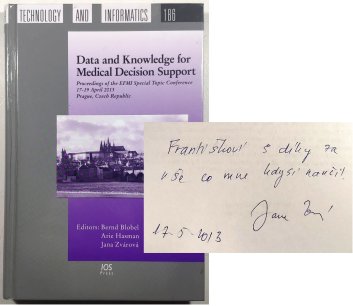 TECHNOLOGY AND INFORMATICS 186
Data and Knowledge for
Medical Decision Support
Proceedings of the EFMI Special Topic Conference
17-19 April 2013
Prague, Czech Republic
Editors: Bernd Blobel
Arie Hasman
Jana Zvárová
IOS
Press
Františkovi s díky za
vše co mne kdysi naučil!
Jana
17-5-2013